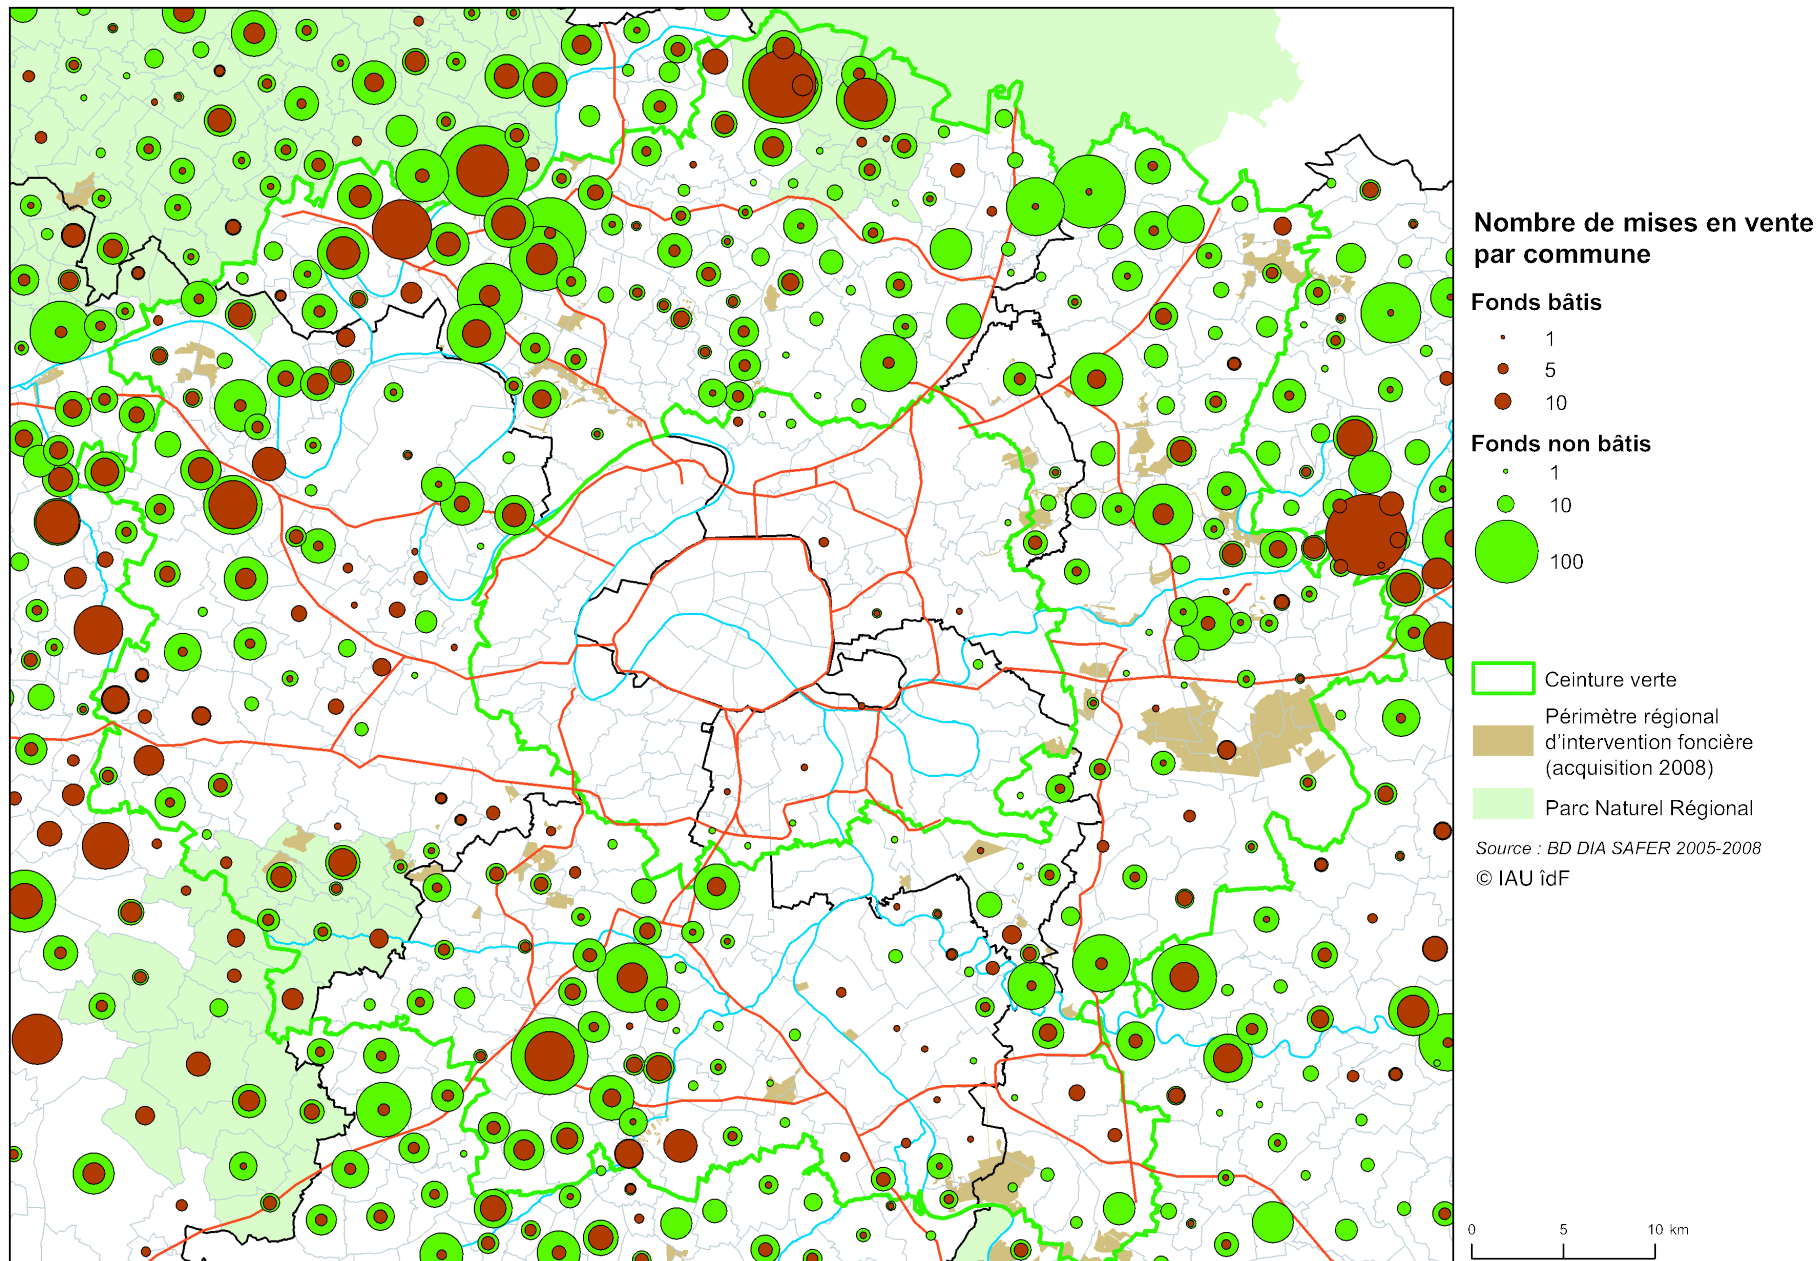 Nombre de mises en vente
par commune
Fonds bâtis
1
5
10
Fonds non bâtis
1
10
100
Ceinture verte
Périmètre régional
d'intervention foncière
(acquisition 2008)
Parc Naturel Régional
Source : BD DIA SAFER 2005-2008
© IAU îdF
0 5 10 km